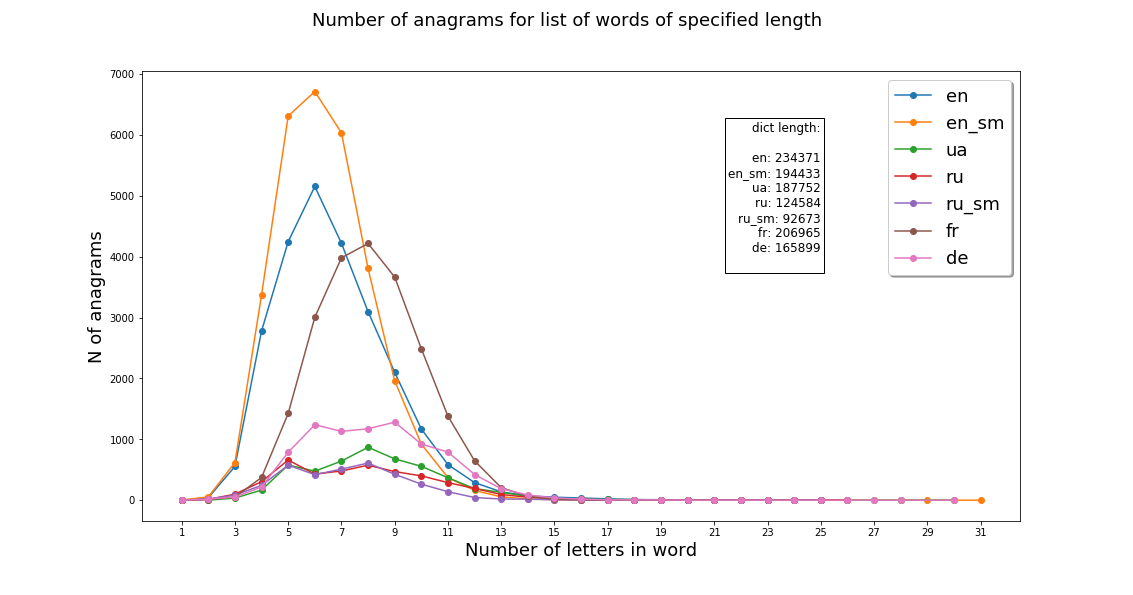 Number of anagrams for list of words of specified length
7000
6000
5000
4000
3000
2000
1000
0
N of anagrams
dict length:
en: 234371
en_sm: 194433
ua: 187752
ru: 124584
ru_sm: 92673
fr: 206965
de: 165899
en
en_sm
ua
ru
ru_sm
fr
de
1 3 5 7 9 11 13 15 17 19 21 23 25 27 29 31
Number of letters in word